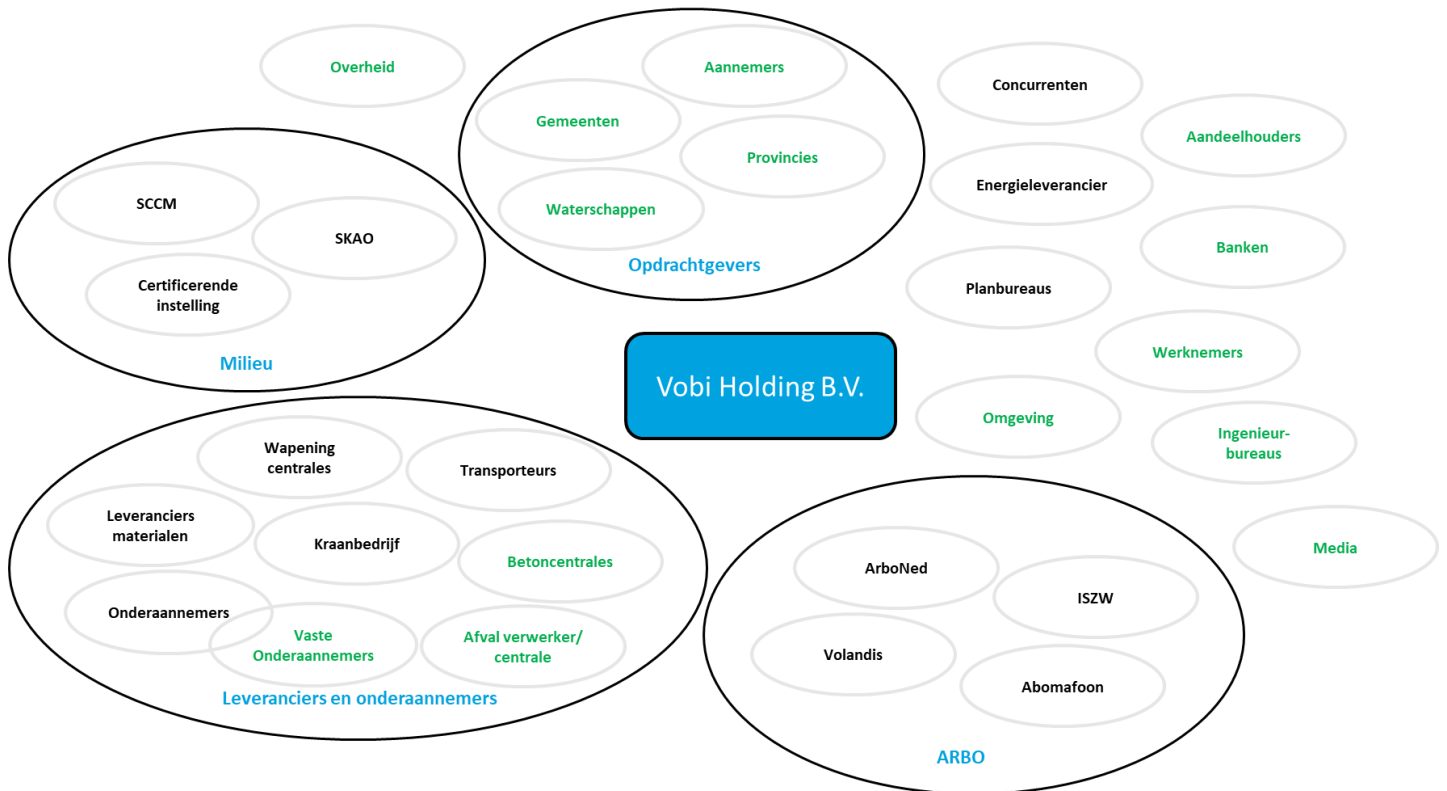 Overheid
Aannemers
Gemeenten
Provincies
Waterschappen
Opdrachtgevers
Concurrenten
Aandeelhouders
Energieleverancier
Banken
Planbureaus
Werknemers
Omgeving
Ingenieur-
bureaus
Media
SCCM
SKAO
Certificerende
instelling
Milieu
Vobi Holding B.V.
Wapening
centrales
Transporteurs
Leveranciers
materialen
Kraanbedrijf
Betoncentrales
Onderaannemers
Vaste
Onderaannemers
Afval verwerker/
centrale
Leveranciers en onderaannemers
ArboNed
ISZW
Volandis
Abomafoon
ARBO